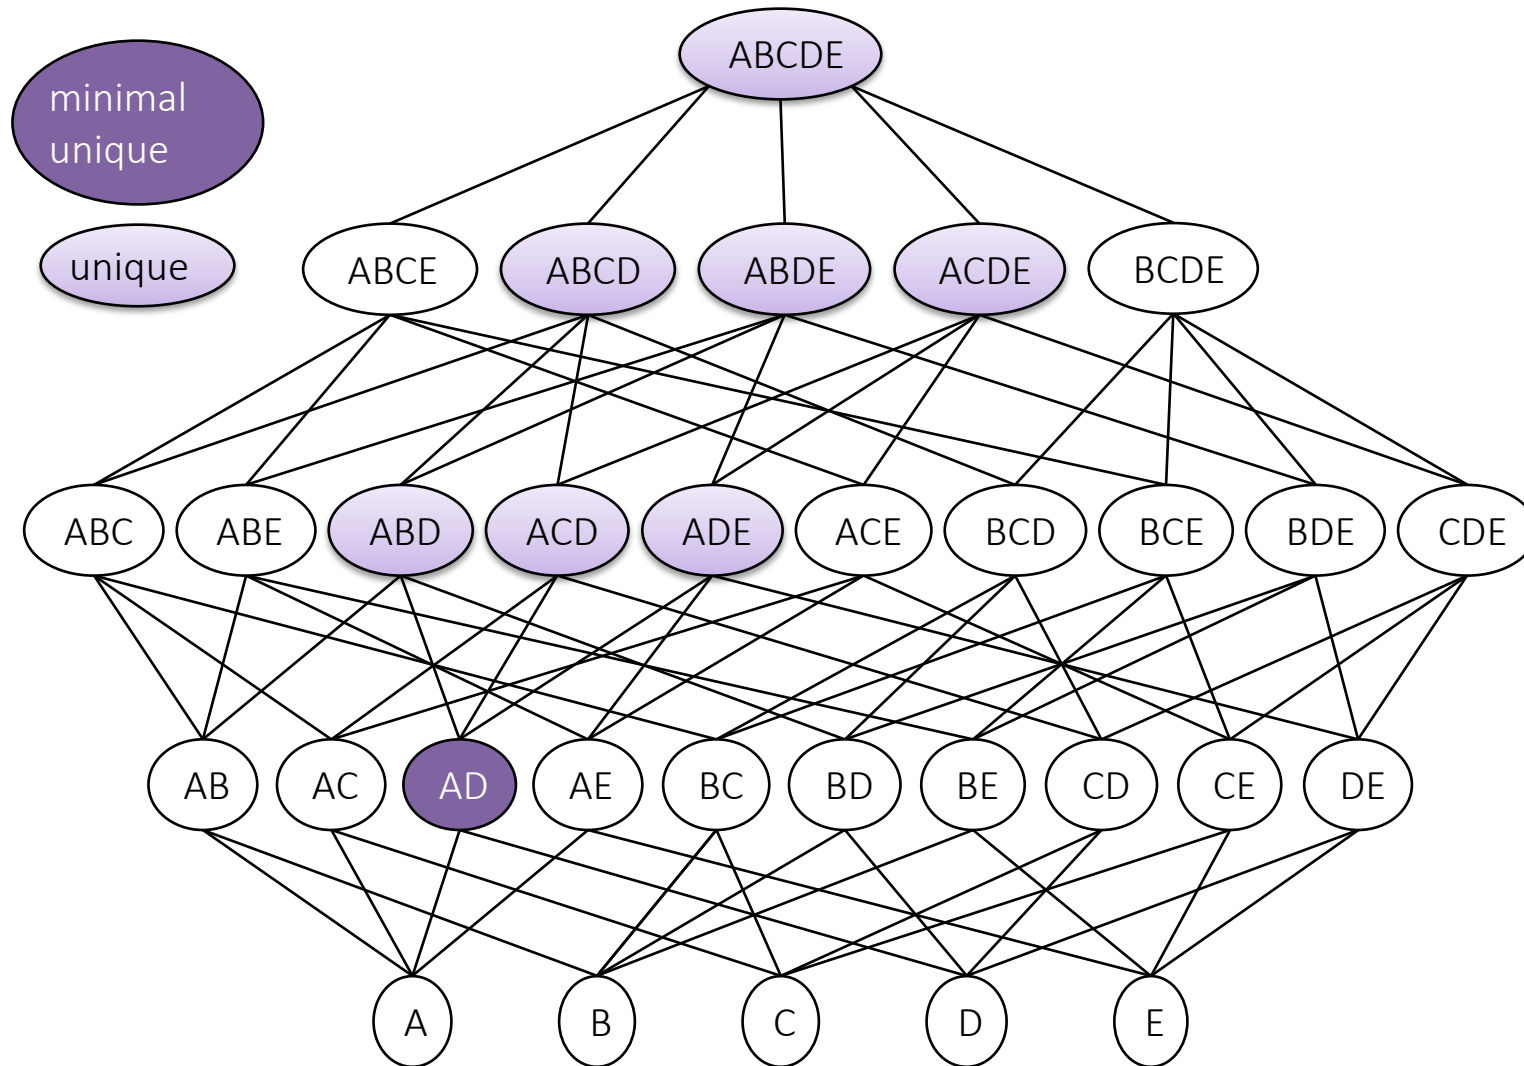 ABCDE
minimal
unique
unique
ABCE ABCD ABDE ACDE BCDE
ABC ABE ABD ACD ADE ACE BCD BCE BDE CDE
AB AC AD AE BC BD BE CD CE DE
A B C D E